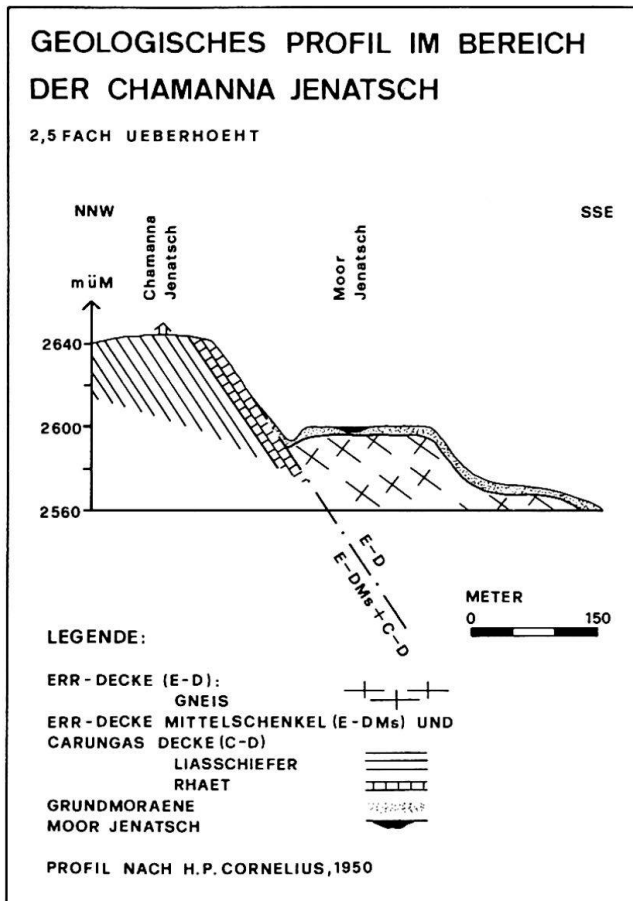 GEOLOGISCHES PROFIL IM BEREICH
DER CHAMANNA JENATSCH
2,5 FACH UEBERHOEHT
NNW
Chamanna
Jenatsch
Moor
Jenatsch
SSE
müM
2640
2600
2560
E-D
E-DMs+C-D
METER
0 150
LEGENDE:
ERR-DECKE (E-D):
GNEIS
ERR-DECKE MITTELSCHENKEL (E-DMs) UND
CARUNGAS DECKE (C-D)
LIASSCHIEFER
RHAET
GRUNDMORAENE
MOOR JENATSCH
PROFIL NACH H.P. CORNELIUS, 1950